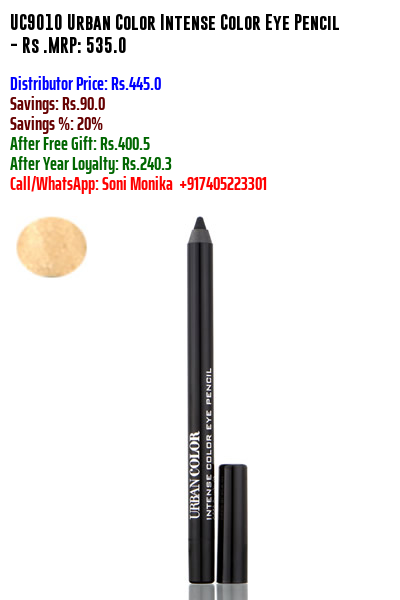 UC9010 Urban Color Intense Color Eye Pencil
- Rs .MRP: 535.0
Distributor Price: Rs.445.0
Savings: Rs.90.0
Savings %: 20%
After Free Gift: Rs.400.5
After Year Loyalty: Rs.240.3
Call/WhatsApp: Soni Monika +917405223301
URBAN COLOR
INTENSE COLOR EYE PENCIL